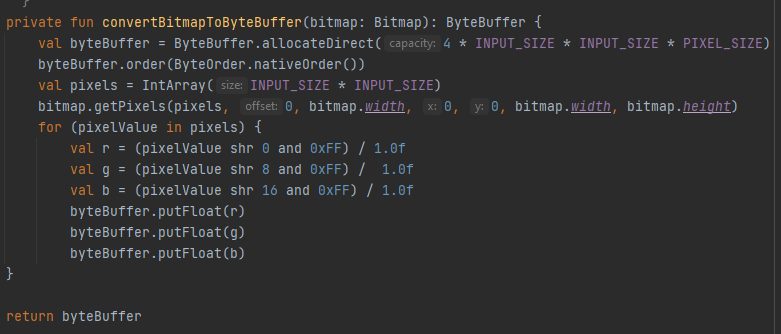 }
private fun convertBitmapToByteBuffer(bitmap: Bitmap): ByteBuffer {
    val byteBuffer = ByteBuffer.allocateDirect( capacity: 4 * INPUT_SIZE * INPUT_SIZE * PIXEL_SIZE)
    byteBuffer.order(ByteOrder.nativeOrder())
    val pixels = IntArray( size: INPUT_SIZE * INPUT_SIZE)
    bitmap.getPixels(pixels, offset: 0, bitmap.width, x: 0, y: 0, bitmap.width, bitmap.height)
    for (pixelValue in pixels) {
        val r = (pixelValue shr 0 and 0xFF) / 1.0f
        val g = (pixelValue shr 8 and 0xFF) /  1.0f
        val b = (pixelValue shr 16 and 0xFF) / 1.0f
        byteBuffer.putFloat(r)
        byteBuffer.putFloat(g)
        byteBuffer.putFloat(b)
}
return byteBuffer